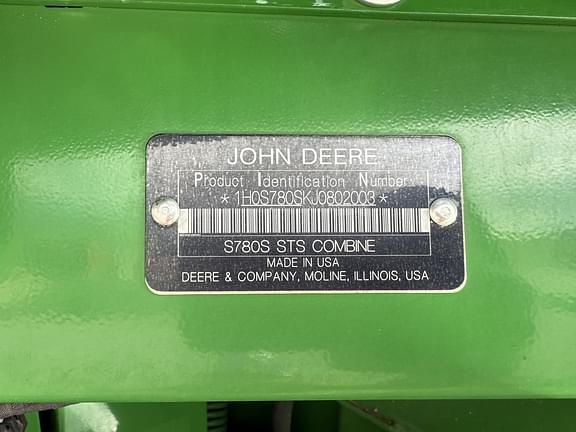 JOHN DEERE
Product Identification Number
*1H0S780SKJ0802003*
S780S STS COMBINE
MADE IN USA
DEERE & COMPANY, MOLINE, ILLINOIS, USA